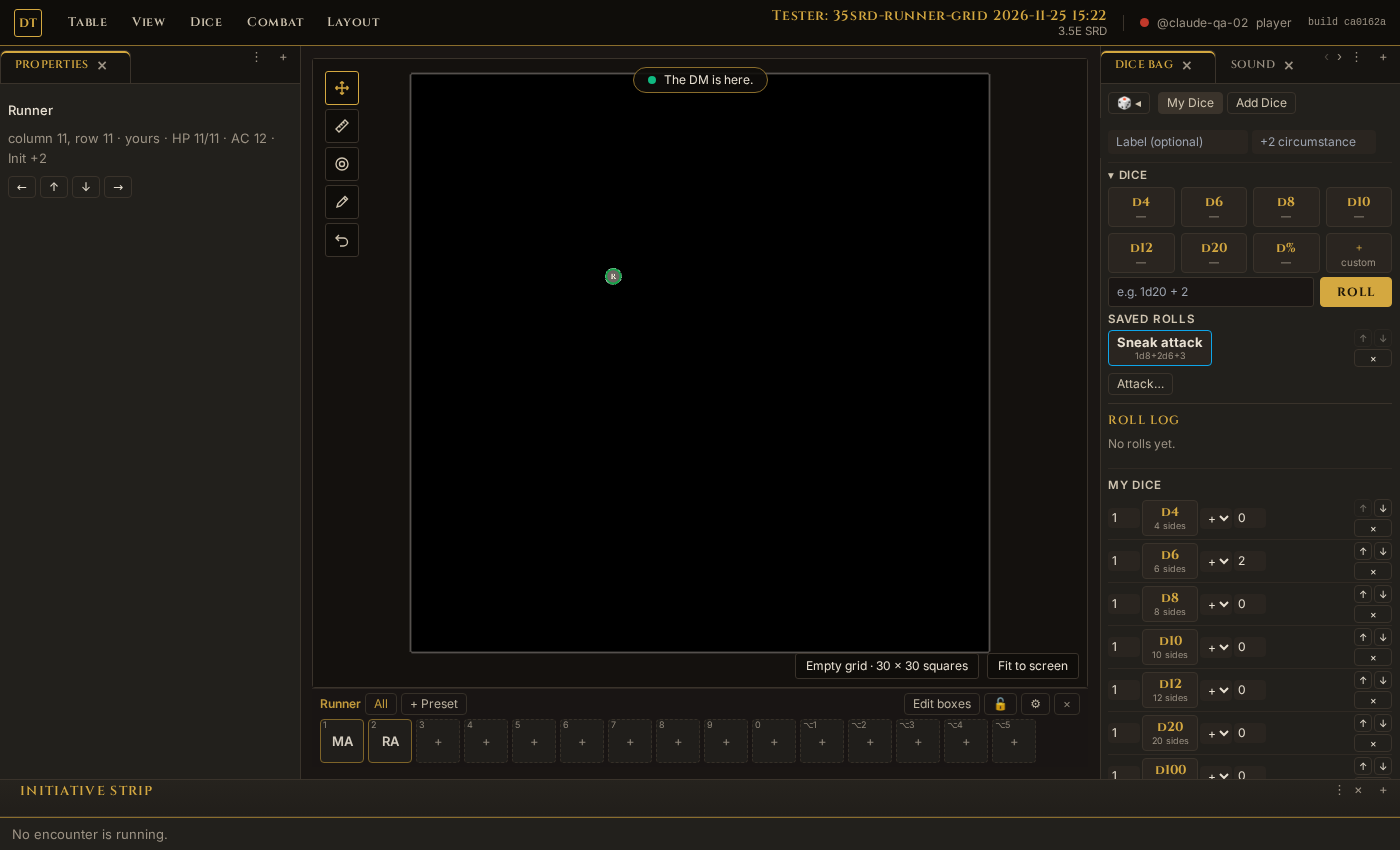 DT
TABLE
VIEW
DICE
COMBAT
LAYOUT
TESTER: 35SRD-RUNNER-GRID 2026-11-25 15:22
3.5E SRD
@claude-qa-02 player
build ca0162a
PROPERTIES ×
Runner
column 11, row 11 · yours · HP 11/11 · AC 12 ·
Init +2
← ↑ ↓ →
The DM is here.
R
Empty grid · 30 × 30 squares
Fit to screen
Runner
All
+ Preset
Edit boxes
×
1 MA
2 RA
3 +
4 +
5 +
6 +
7 +
8 +
9 +
0 +
⌥1 +
⌥2 +
⌥3 +
⌥4 +
⌥5 +
DICE BAG ×
SOUND ×
My Dice
Add Dice
Label (optional)
+2 circumstance
▾ DICE
D4 —
D6 —
D8 —
D10 —
D12 —
D20 —
D% —
+ custom
e.g. 1d20 + 2
ROLL
SAVED ROLLS
Sneak attack
1d8+2d6+3
Attack...
ROLL LOG
No rolls yet.
MY DICE
1 D4 4 sides + 0
1 D6 6 sides + 2
1 D8 8 sides + 0
1 D10 10 sides + 0
1 D12 12 sides + 0
1 D20 20 sides + 0
1 D100 + 0
INITIATIVE STRIP
No encounter is running.